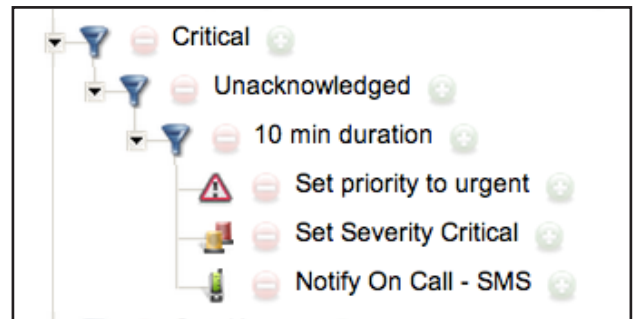 Critical
Unacknowledged
10 min duration
Set priority to urgent
Set Severity Critical
Notify On Call - SMS